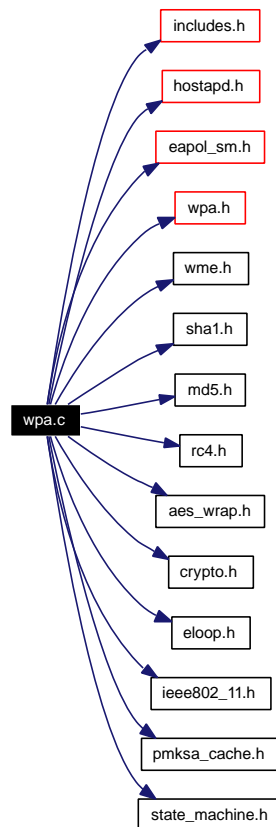 includes.h
hostapd.h
eapol_sm.h
wpa.h
wme.h
sha1.h
md5.h
wpa.c
rc4.h
aes_wrap.h
crypto.h
eloop.h
ieee802_11.h
pmksa_cache.h
state_machine.h